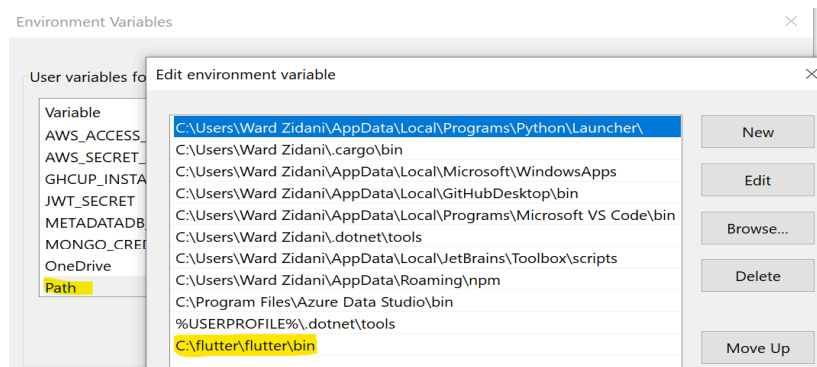 Environment Variables
User variables fo
Edit environment variable
Variable
AWS_ACCESS_
AWS_SECRET_
GHCUP_INSTA
JWT_SECRET
METADATADB_
MONGO_CRED
OneDrive
Path
C:\Users\Ward Zidani\AppData\Local\Programs\Python\Launcher\
C:\Users\Ward Zidani\.cargo\bin
C:\Users\Ward Zidani\AppData\Local\Microsoft\WindowsApps
C:\Users\Ward Zidani\AppData\Local\GitHubDesktop\bin
C:\Users\Ward Zidani\AppData\Local\Programs\Microsoft VS Code\bin
C:\Users\Ward Zidani\.dotnet\tools
C:\Users\Ward Zidani\AppData\Local\JetBrains\Toolbox\scripts
C:\Users\Ward Zidani\AppData\Roaming\npm
C:\Program Files\Azure Data Studio\bin
%USERPROFILE%\.dotnet\tools
C:\flutter\flutter\bin
New
Edit
Browse...
Delete
Move Up